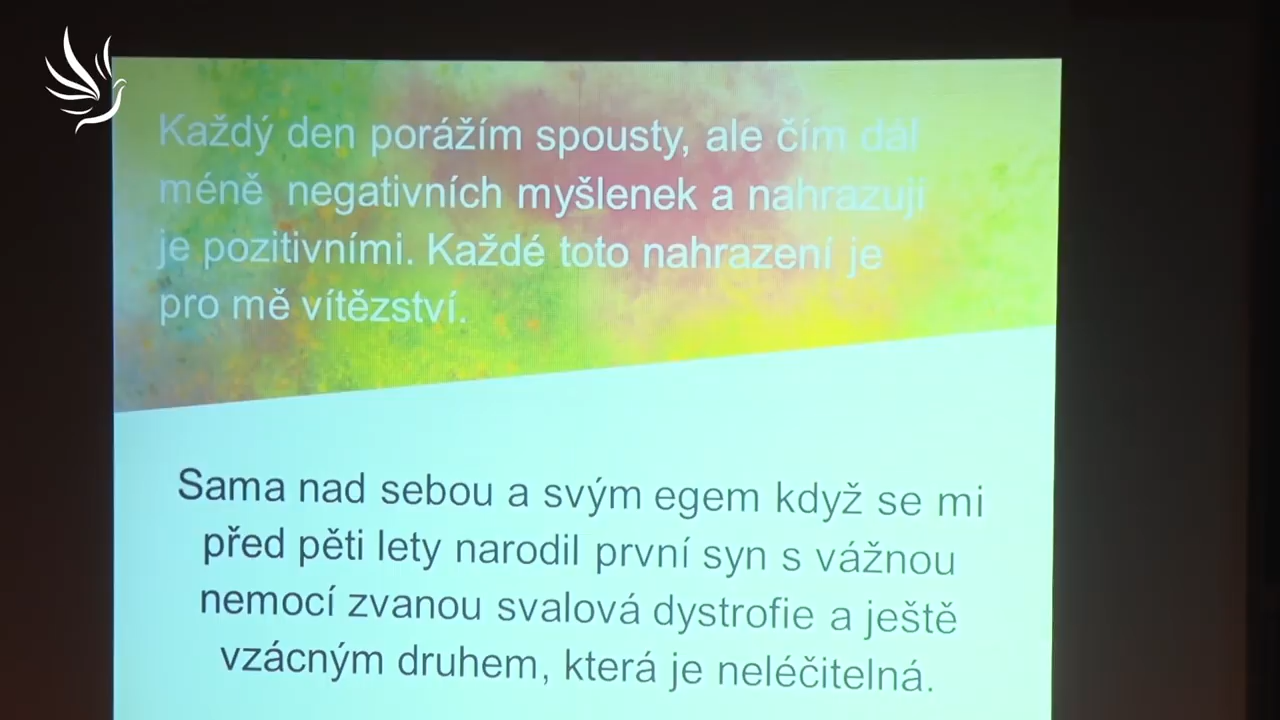 Každý den porážím spousty, ale čím dál
méně negativních myšlenek a nahrazuji
je pozitivními. Každé toto nahrazení je
pro mě vítězství.
Sama nad sebou a svým egem když se mi
před pěti lety narodil první syn s vážnou
nemocí zvanou svalová dystrofie a ještě
vzácným druhem, která je neléčitelná.